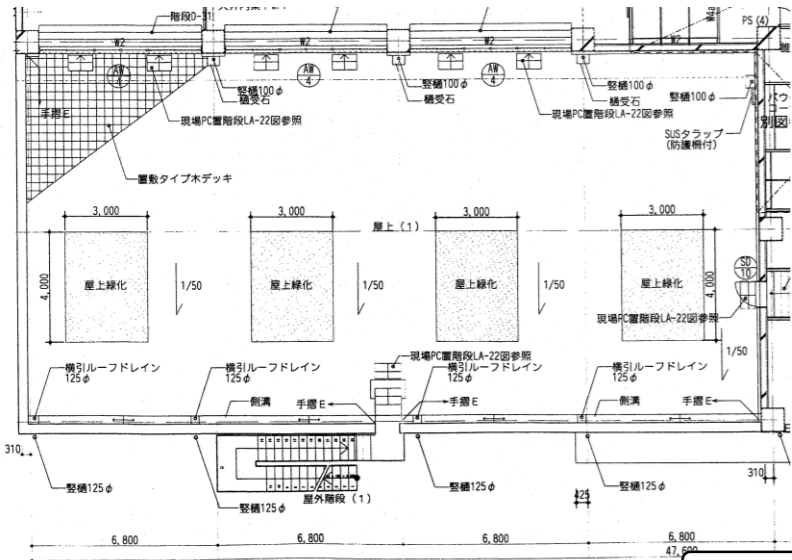 階段D-31
W2
W2
W2
PS (4)
AW
4
AW
4
AW
4
竪樋100φ
樋受石
竪樋100φ
樋受石
竪樋100φ
樋受石
竪樋100φ
手摺E
現場PC置階段LA-22図参照
現場PC置階段LA-22図参照
SUSタラップ
(防護柵付)
別図
置敷タイプ木デッキ
3,000
3,000
3,000
3,000
屋上(1)
4,000
屋上緑化
1/50
屋上緑化
1/50
屋上緑化
1/50
屋上緑化
4,000
SD
10
現場PC置階段LA-22図参照
1/50
現場PC置階段LA-22図参照
横引ルーフドレイン
125φ
横引ルーフドレイン
125φ
横引ルーフドレイン
125φ
横引ルーフドレイン
125φ
側溝
手摺E
手摺E
側溝
手摺E
310
310
竪樋125φ
竪樋125φ
屋外階段(1)
竪樋125φ
425
竪樋125φ
6,800
6,800
6,800
6,800
47,600